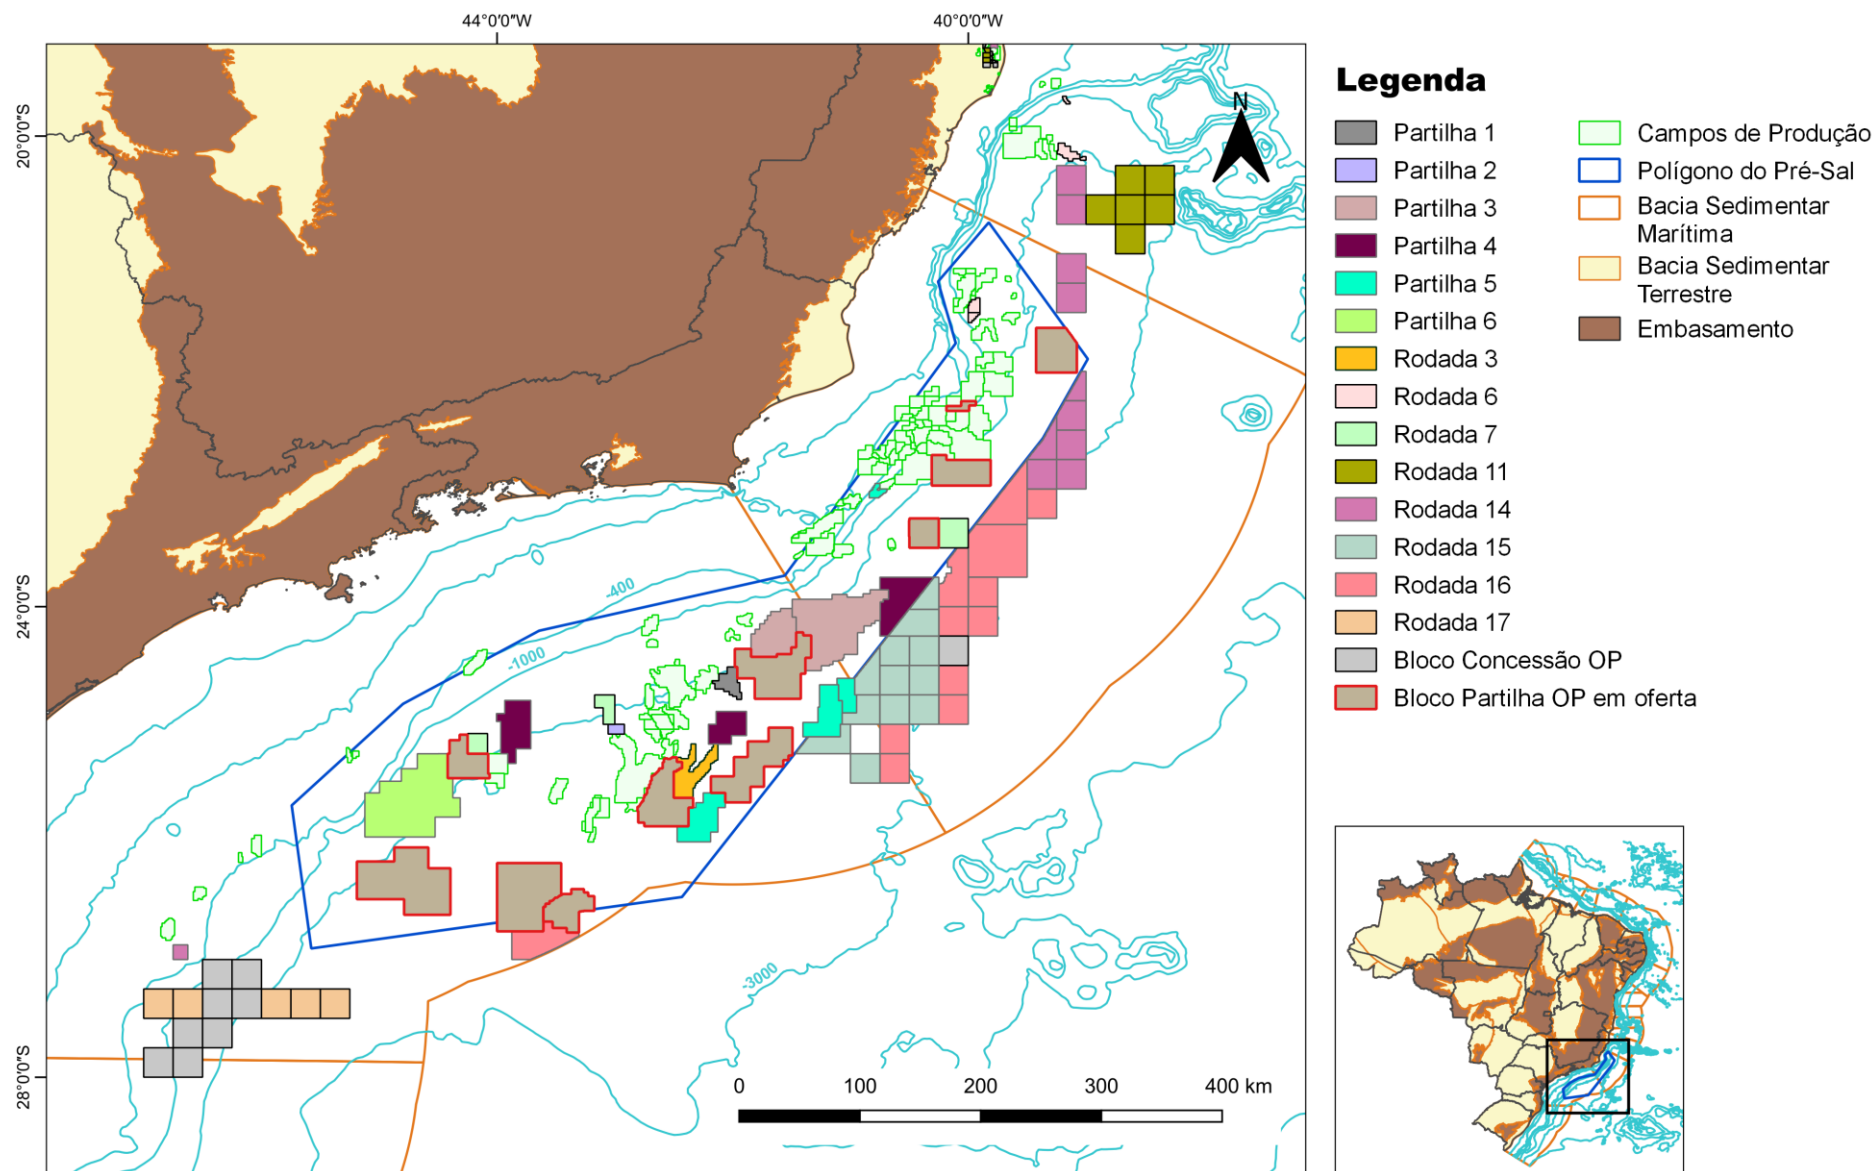 44°0'0"W
40°0'0"W
20°0'0"S
24°0'0"S
28°0'0"S
-400
-1000
-3000
N
0 100 200 300 400 km
Legenda
Partilha 1
Partilha 2
Partilha 3
Partilha 4
Partilha 5
Partilha 6
Rodada 3
Rodada 6
Rodada 7
Rodada 11
Rodada 14
Rodada 15
Rodada 16
Rodada 17
Bloco Concessão OP
Bloco Partilha OP em oferta
Campos de Produção
Polígono do Pré-Sal
Bacia Sedimentar
Marítima
Bacia Sedimentar
Terrestre
Embasamento